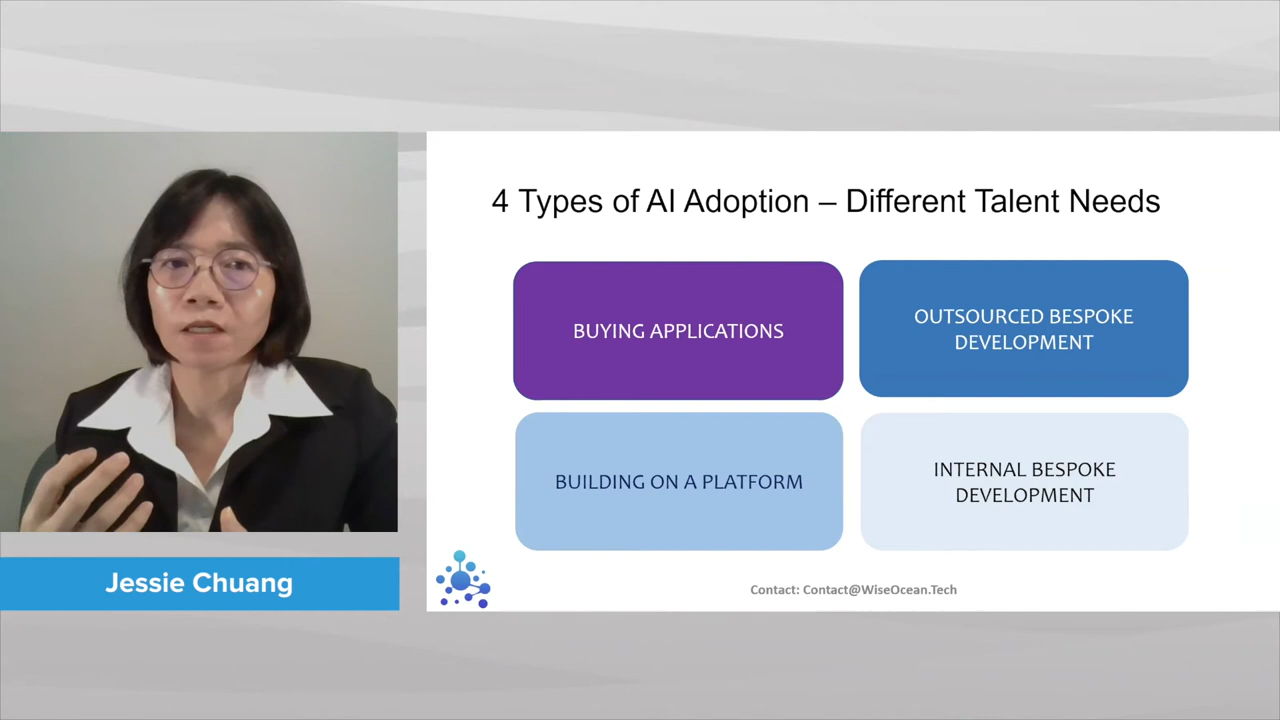 4 Types of AI Adoption – Different Talent Needs
BUYING APPLICATIONS
OUTSOURCED BESPOKE
DEVELOPMENT
BUILDING ON A PLATFORM
INTERNAL BESPOKE
DEVELOPMENT
Jessie Chuang
Contact: Contact@WiseOcean.Tech